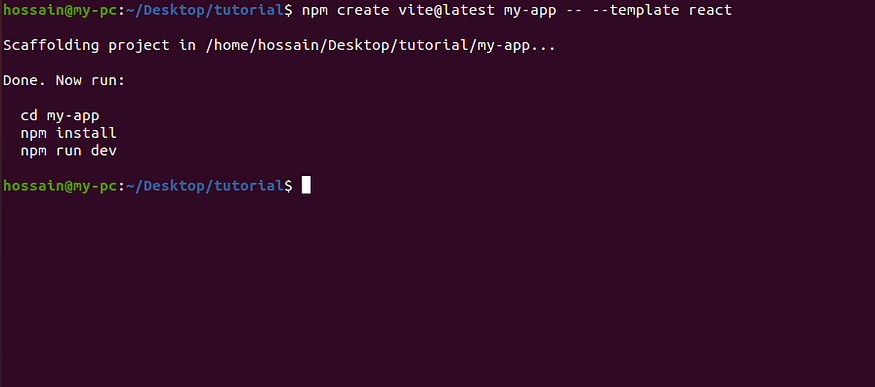 hossain@my-pc:~/Desktop/tutorial$ npm create vite@latest my-app -- --template react
Scaffolding project in /home/hossain/Desktop/tutorial/my-app...
Done. Now run:
cd my-app
npm install
npm run dev
hossain@my-pc:~/Desktop/tutorial$